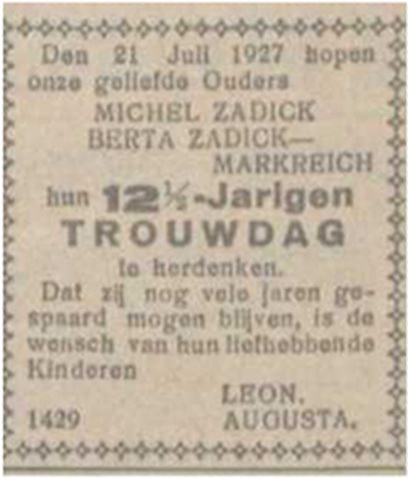 Den 21 Juli 1927 hopen
onze geliefde Ouders
MICHEL ZADICK
BERTA ZADICK—
MARKREICH
hun 12½-Jarigen
TROUWDAG
te herdenken.
Dat zij nog vele jaren ge-
spaard mogen blijven, is de
wensch van hun liefhebbende
Kinderen
LEON.
1429 AUGUSTA.